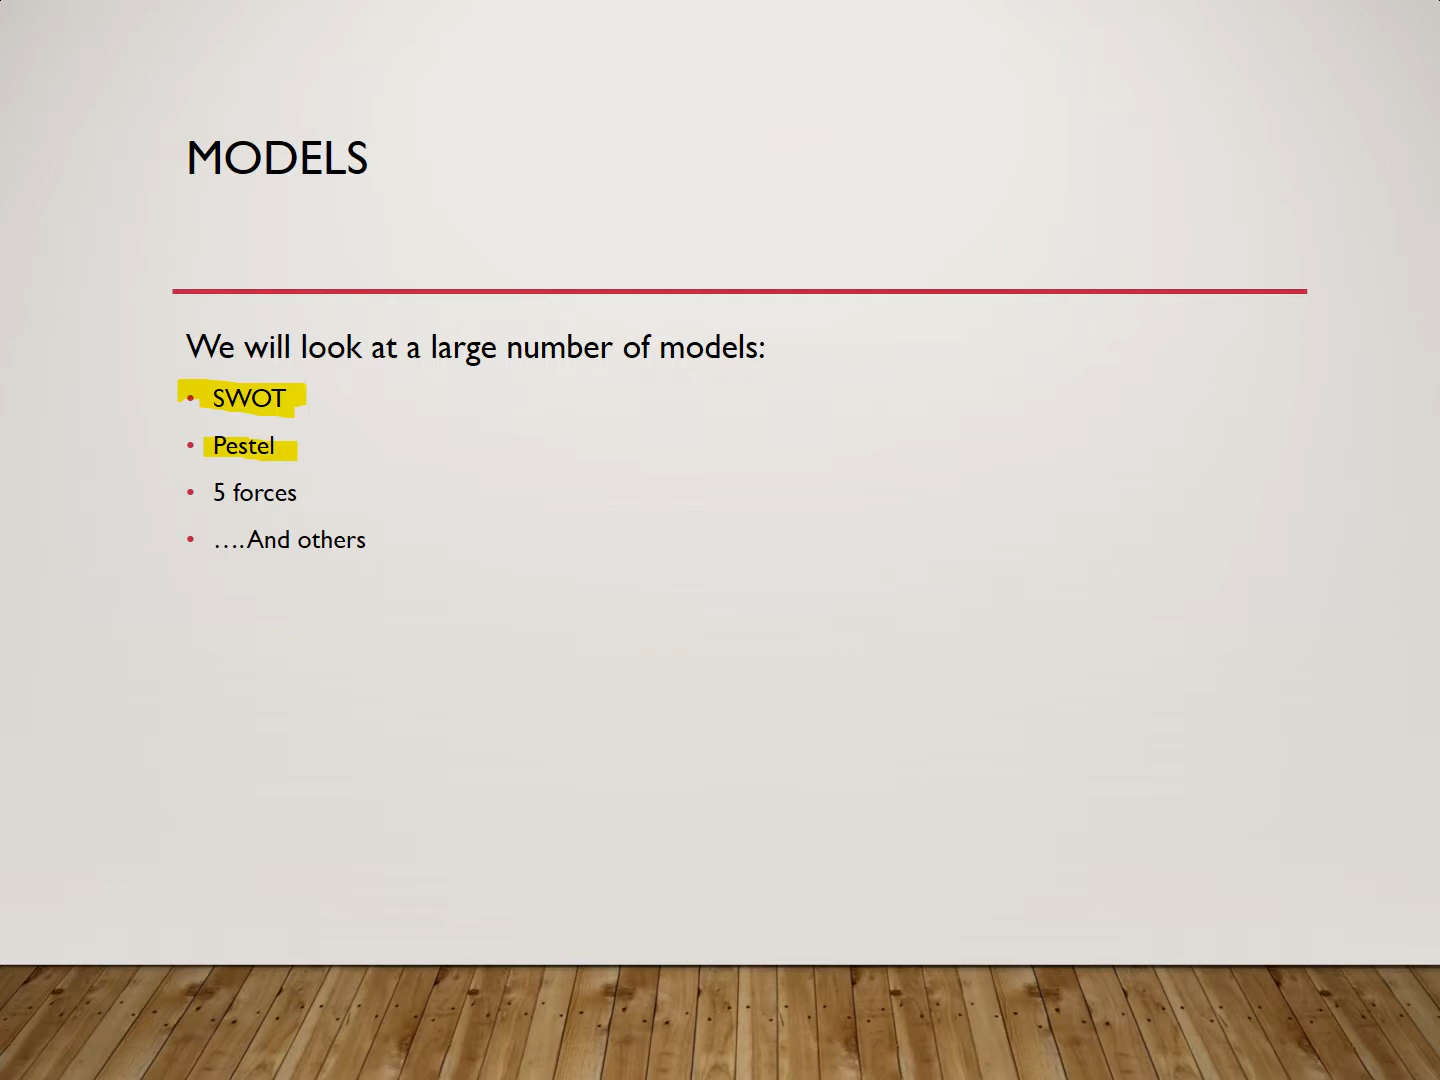 MODELS
We will look at a large number of models:
• SWOT
• Pestel
• 5 forces
• ….And others